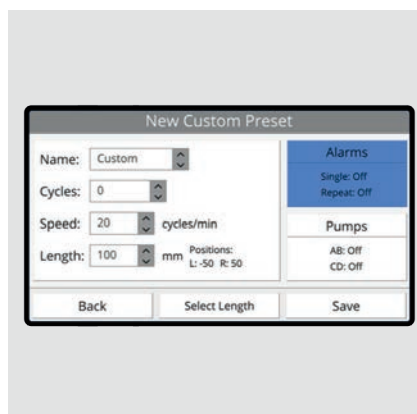 New Custom Preset
Name: Custom
Cycles: 0
Speed: 20 cycles/min
Length: 100 mm Positions:
L: -50 R: 50
Alarms
Single: Off
Repeat: Off
Pumps
AB: Off
CD: Off
Back Select Length Save